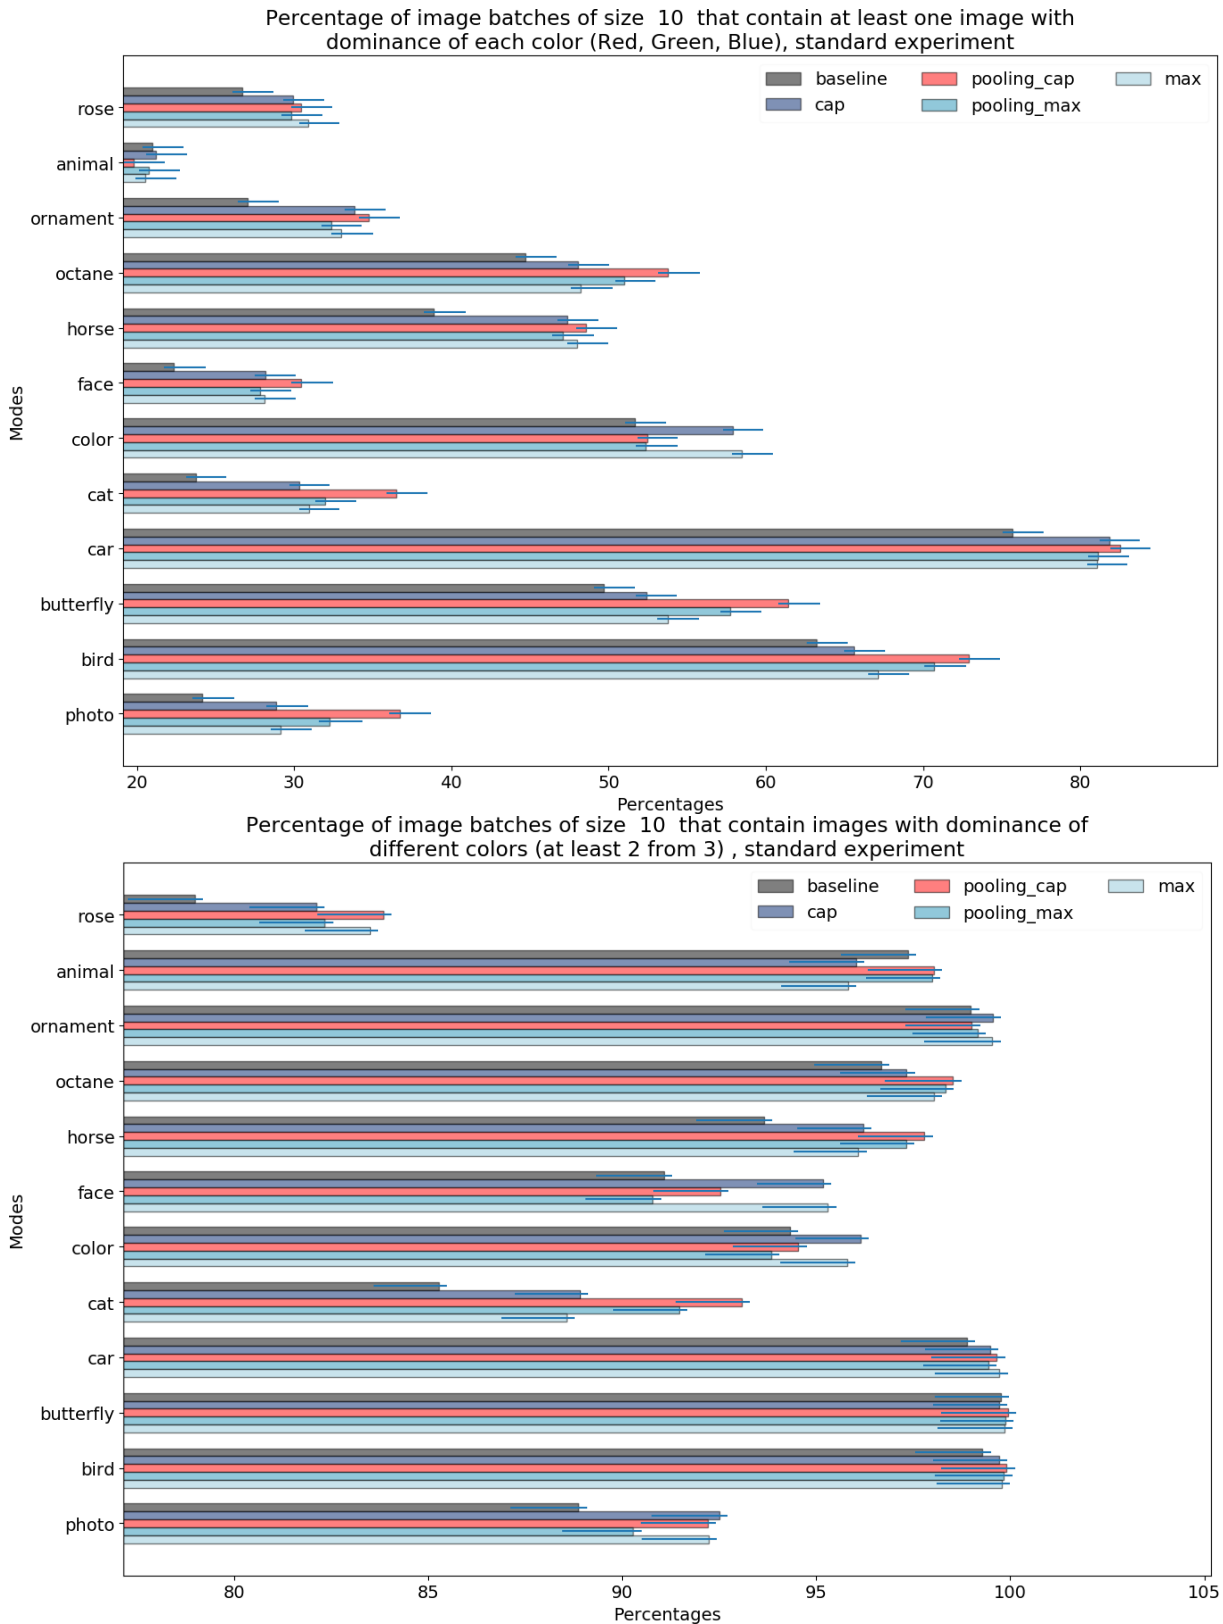 Percentage of image batches of size  10  that contain at least one image with
dominance of each color (Red, Green, Blue), standard experiment
baseline
cap
pooling_cap
pooling_max
max
rose
animal
ornament
octane
horse
face
color
cat
car
butterfly
bird
photo
Modes
20 30 40 50 60 70 80
Percentages
Percentage of image batches of size  10  that contain images with dominance of
different colors (at least 2 from 3) , standard experiment
baseline
cap
pooling_cap
pooling_max
max
rose
animal
ornament
octane
horse
face
color
cat
car
butterfly
bird
photo
Modes
80 85 90 95 100 105
Percentages